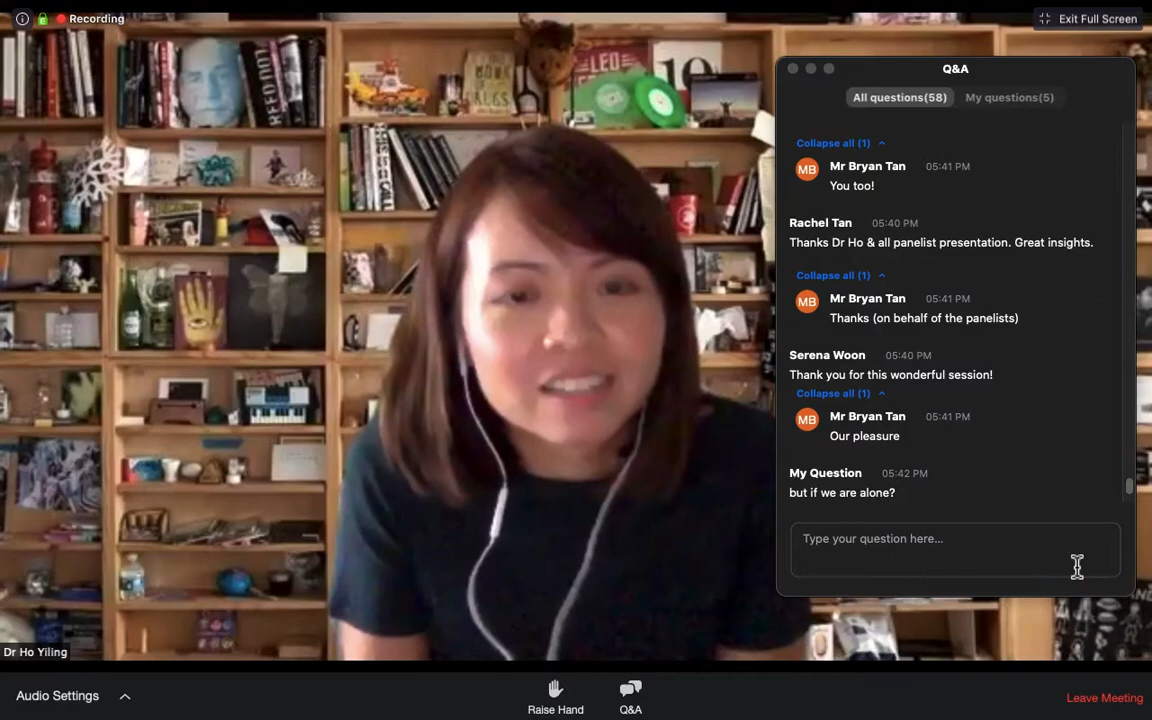 Recording
Exit Full Screen
Q&A
All questions(58) My questions(5)
Collapse all (1)
MB Mr Bryan Tan 05:41 PM
You too!
Rachel Tan 05:40 PM
Thanks Dr Ho & all panelist presentation. Great insights.
Collapse all (1)
MB Mr Bryan Tan 05:41 PM
Thanks (on behalf of the panelists)
Serena Woon 05:40 PM
Thank you for this wonderful session!
Collapse all (1)
MB Mr Bryan Tan 05:41 PM
Our pleasure
My Question 05:42 PM
but if we are alone?
Type your question here...
Dr Ho Yiling
Audio Settings
Raise Hand
Q&A
Leave Meeting